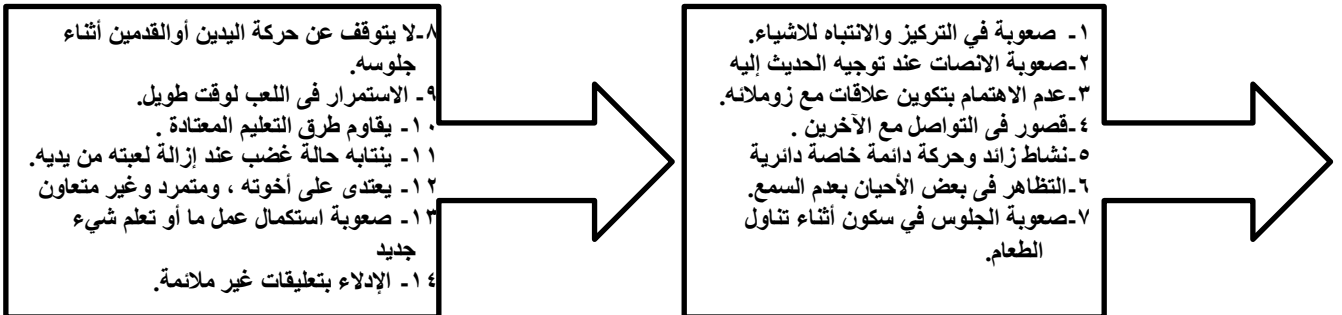 ١- صعوبة في التركيز والانتباه للاشياء.
٢-صعوبة الانصات عند توجيه الحديث إليه
٣-عدم الاهتمام بتكوين علاقات مع زوملائه.
٤-قصور فى التواصل مع الآخرين .
٥-نشاط زائد وحركة دائمة خاصة دائرية
٦-التظاهر فى بعض الأحيان بعدم السمع.
٧-صعوبة الجلوس في سكون أثناء تناول
الطعام.
٨-لا يتوقف عن حركة اليدين أوالقدمين أثناء
جلوسه.
٩- الاستمرار فى اللعب لوقت طويل.
١٠- يقاوم طرق التعليم المعتادة .
١١- ينتابه حالة غضب عند إزالة لعبته من يديه.
١٢- يعتدى على أخوته ، ومتمرد وغير متعاون
١٣- صعوبة استكمال عمل ما أو تعلم شيء
جديد
١٤- الإدلاء بتعليقات غير ملائمة.